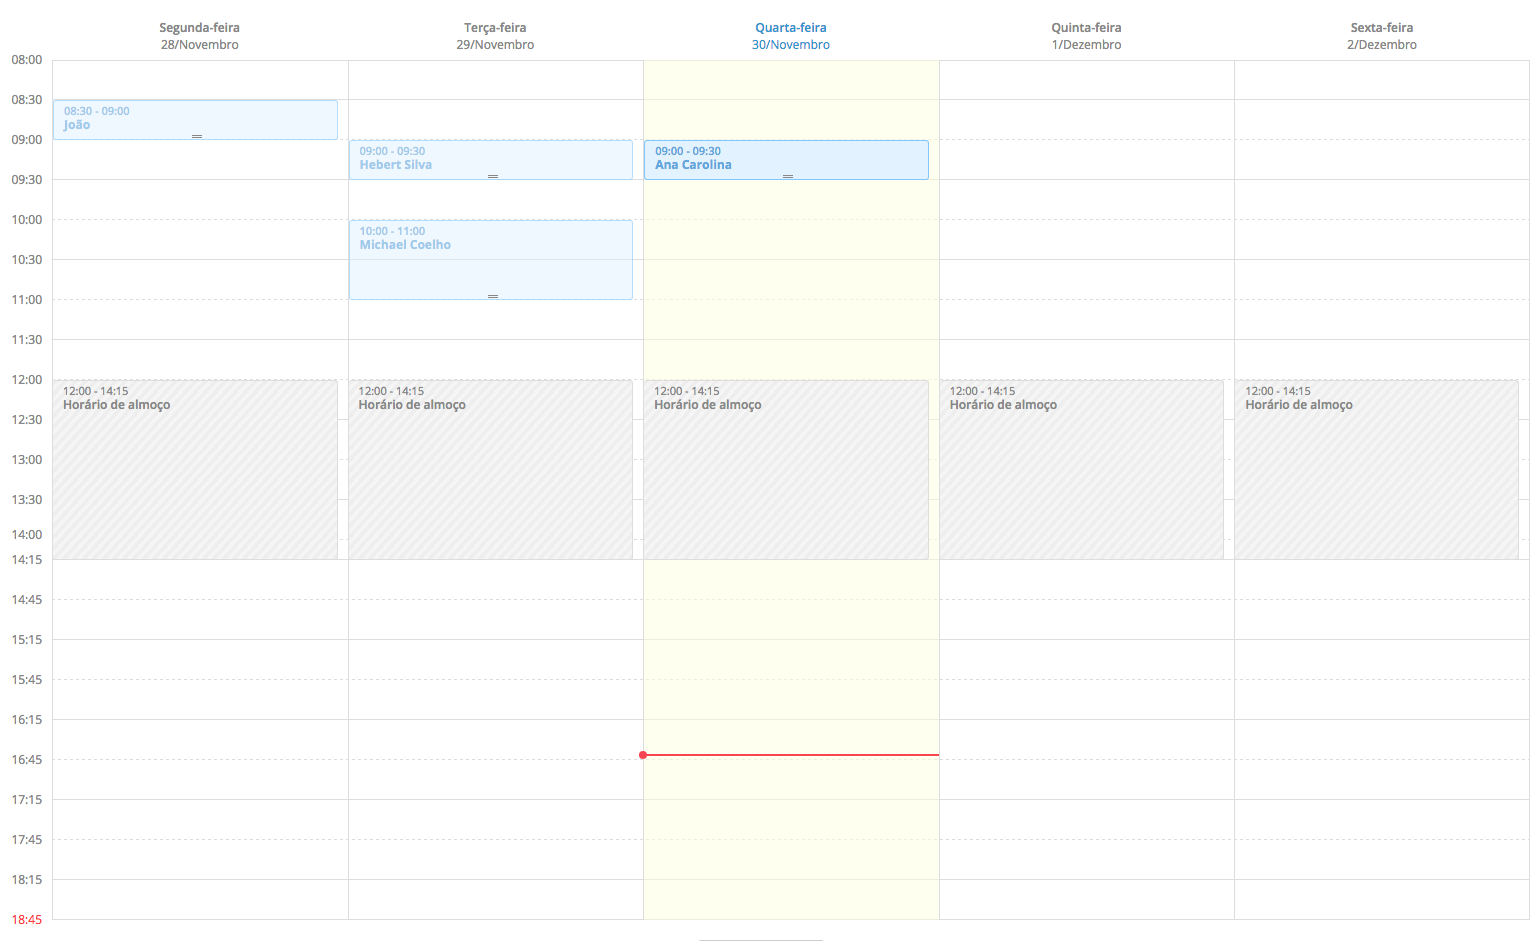 Segunda-feira
28/Novembro
Terça-feira
29/Novembro
Quarta-feira
30/Novembro
Quinta-feira
1/Dezembro
Sexta-feira
2/Dezembro
08:00
08:30
08:30 - 09:00
João
09:00
09:00 - 09:30
Hebert Silva
09:00 - 09:30
Ana Carolina
09:30
10:00
10:00 - 11:00
Michael Coelho
10:30
11:00
11:30
12:00
12:00 - 14:15
Horário de almoço
12:00 - 14:15
Horário de almoço
12:00 - 14:15
Horário de almoço
12:00 - 14:15
Horário de almoço
12:00 - 14:15
Horário de almoço
12:30
13:00
13:30
14:00
14:15
14:45
15:15
15:45
16:15
16:45
17:15
17:45
18:15
18:45